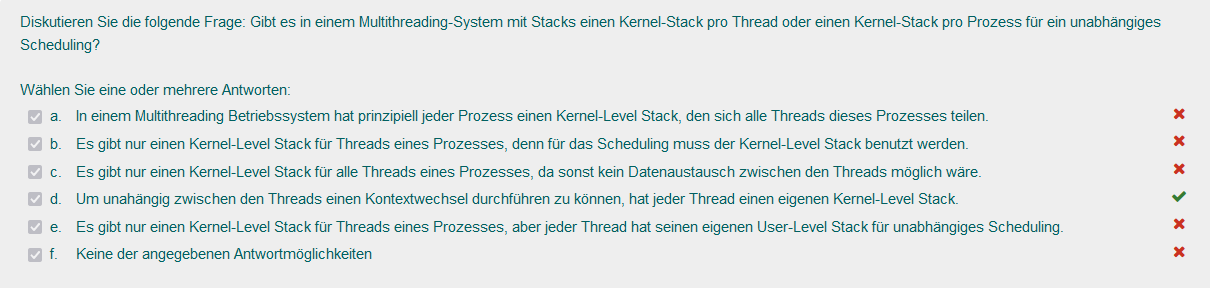 Diskutieren Sie die folgende Frage: Gibt es in einem Multithreading-System mit Stacks einen Kernel-Stack pro Thread oder einen Kernel-Stack pro Prozess für ein unabhängiges
Scheduling?
Wählen Sie eine oder mehrere Antworten:
a. In einem Multithreading Betriebssystem hat prinzipiell jeder Prozess einen Kernel-Level Stack, den sich alle Threads dieses Prozesses teilen.
b. Es gibt nur einen Kernel-Level Stack für Threads eines Prozesses, denn für das Scheduling muss der Kernel-Level Stack benutzt werden.
c. Es gibt nur einen Kernel-Level Stack für alle Threads eines Prozesses, da sonst kein Datenaustausch zwischen den Threads möglich wäre.
d. Um unahängig zwischen den Threads einen Kontextwechsel durchführen zu können, hat jeder Thread einen eigenen Kernel-Level Stack.
e. Es gibt nur einen Kernel-Level Stack für Threads eines Prozesses, aber jeder Thread hat seinen eigenen User-Level Stack für unabhängiges Scheduling.
f. Keine der angegebenen Antwortmöglichkeiten